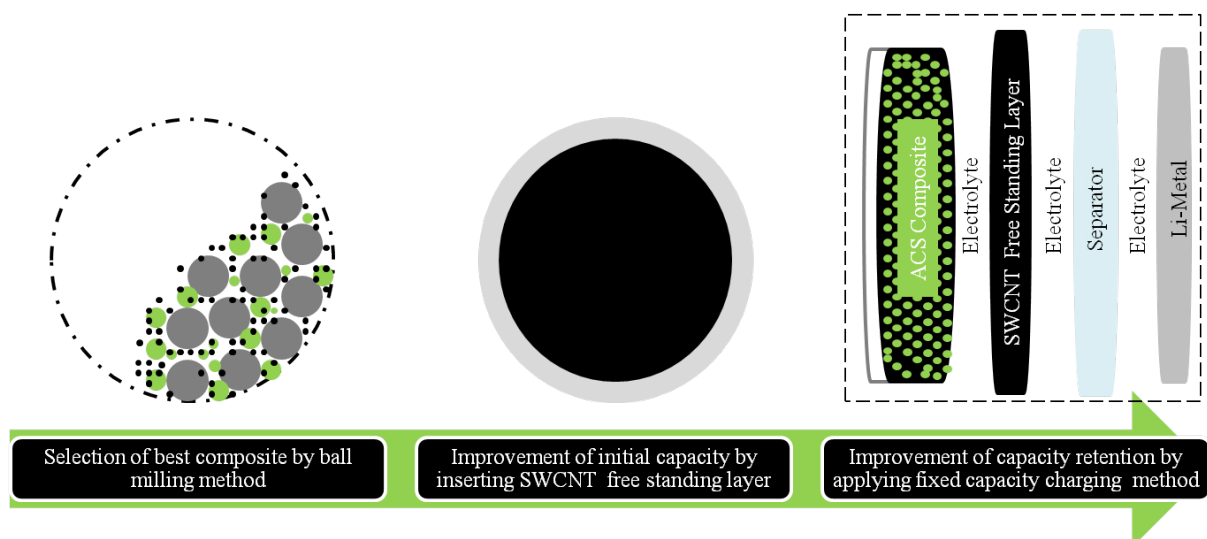 ACS Composite
Electrolyte
SWCNT Free Standing Layer
Electrolyte
Separator
Electrolyte
Li-Metal
Selection of best composite by ball
milling method
Improvement of initial capacity by
inserting SWCNT free standing layer
Improvement of capacity retention by
applying fixed capacity charging method